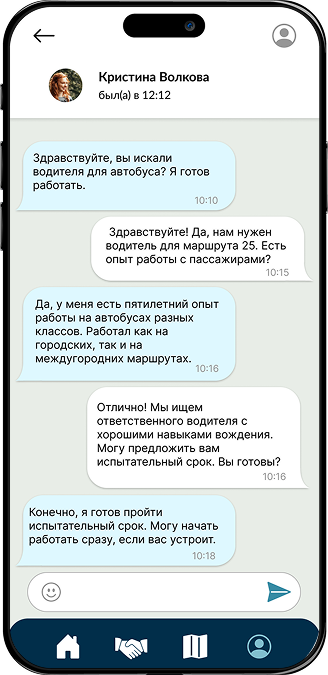 Кристина Волкова
был(а) в 12:12
Здравствуйте, вы искали
водителя для автобуса? Я готов
работать.
10:10
Здравствуйте! Да, нам нужен
водитель для маршрута 25. Есть
опыт работы с пассажирами?
10:15
Да, у меня есть пятилетний опыт
работы на автобусах разных
классов. Работал как на
городских, так и на
междугородних маршрутах.
10:16
Отлично! Мы ищем
ответственного водителя с
хорошими навыками вождения.
Могу предложить вам
испытательный срок. Вы готовы?
10:16
Конечно, я готов пройти
испытательный срок. Могу начать
работать сразу, если вас устроит.
10:18